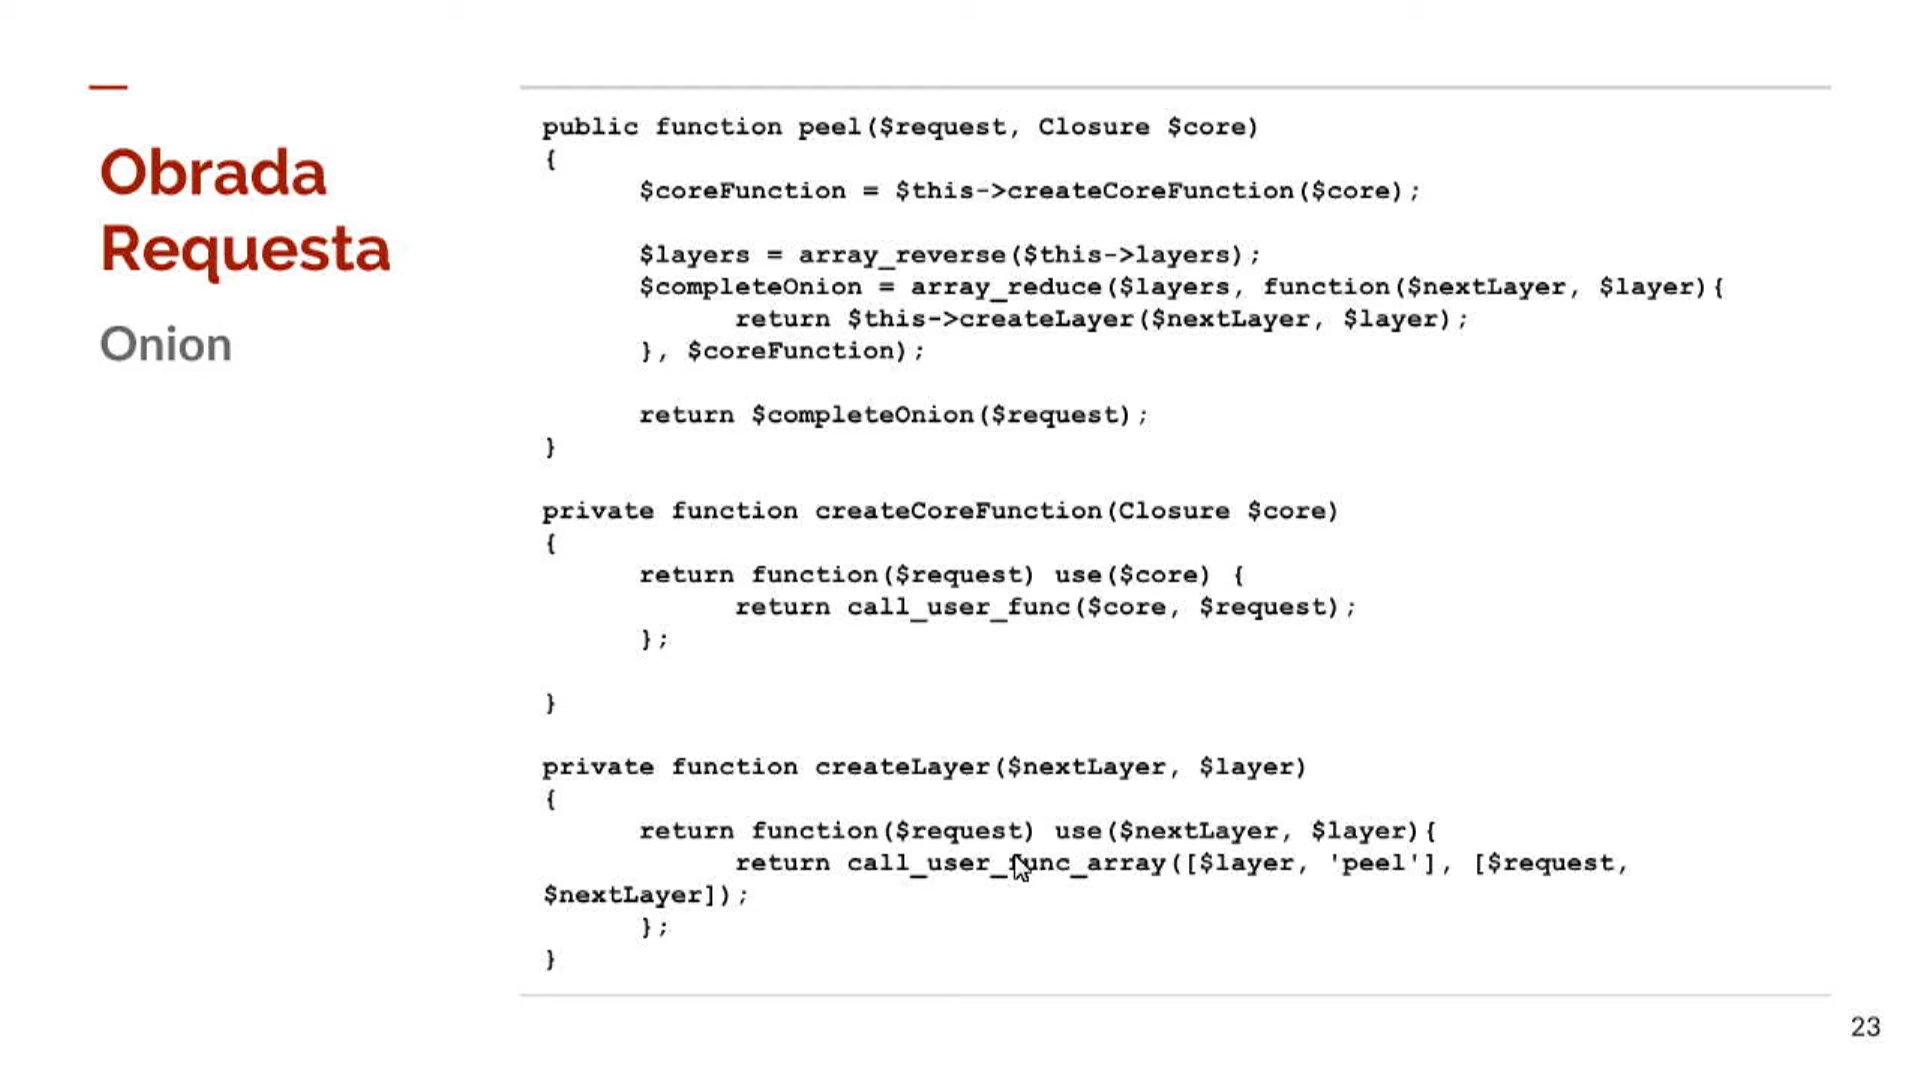 Obrada
Requesta
Onion
public function peel($request, Closure $core)
{
$coreFunction = $this->createCoreFunction($core);
$layers = array_reverse($this->layers);
$completeOnion = array_reduce($layers, function($nextLayer, $layer){
return $this->createLayer($nextLayer, $layer);
}, $coreFunction);
return $completeOnion($request);
}
private function createCoreFunction(Closure $core)
{
return function($request) use($core) {
return call_user_func($core, $request);
};
}
private function createLayer($nextLayer, $layer)
{
return function($request) use($nextLayer, $layer){
return call_user_func_array([$layer, 'peel'], [$request,
$nextLayer]);
};
}
23